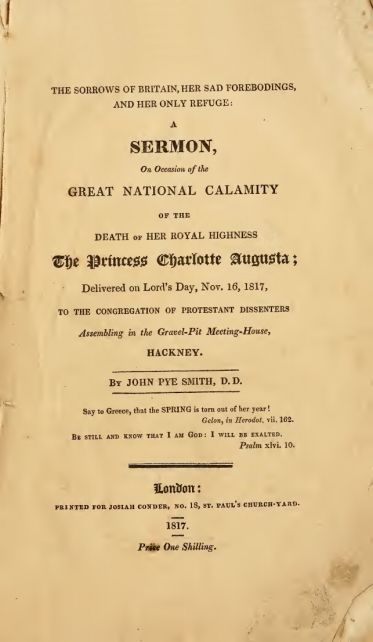 THE SORROWS OF BRITAIN, HER SAD FOREBODINGS,
AND HER ONLY REFUGE:
A
SERMON,
On Occasion of the
GREAT NATIONAL CALAMITY
OF THE
DEATH OF HER ROYAL HIGHNESS
The Princess Charlotte Augusta;
Delivered on Lord's Day, Nov. 16, 1817,
TO THE CONGREGATION OF PROTESTANT DISSENTERS
Assembling in the Gravel-Pit Meeting-House,
HACKNEY.
BY JOHN PYE SMITH, D. D.
Say to Greece, that the SPRING is torn out of her year!
Gelon, in Herodot. vii. 162.
BE STILL AND KNOW THAT I AM GOD: I WILL BE EXALTED.
Psalm xlvi. 10.
London:
PRINTED FOR JOSIAH CONDER, NO. 18, ST. PAUL'S CHURCH-YARD.
1817.
Price One Shilling.